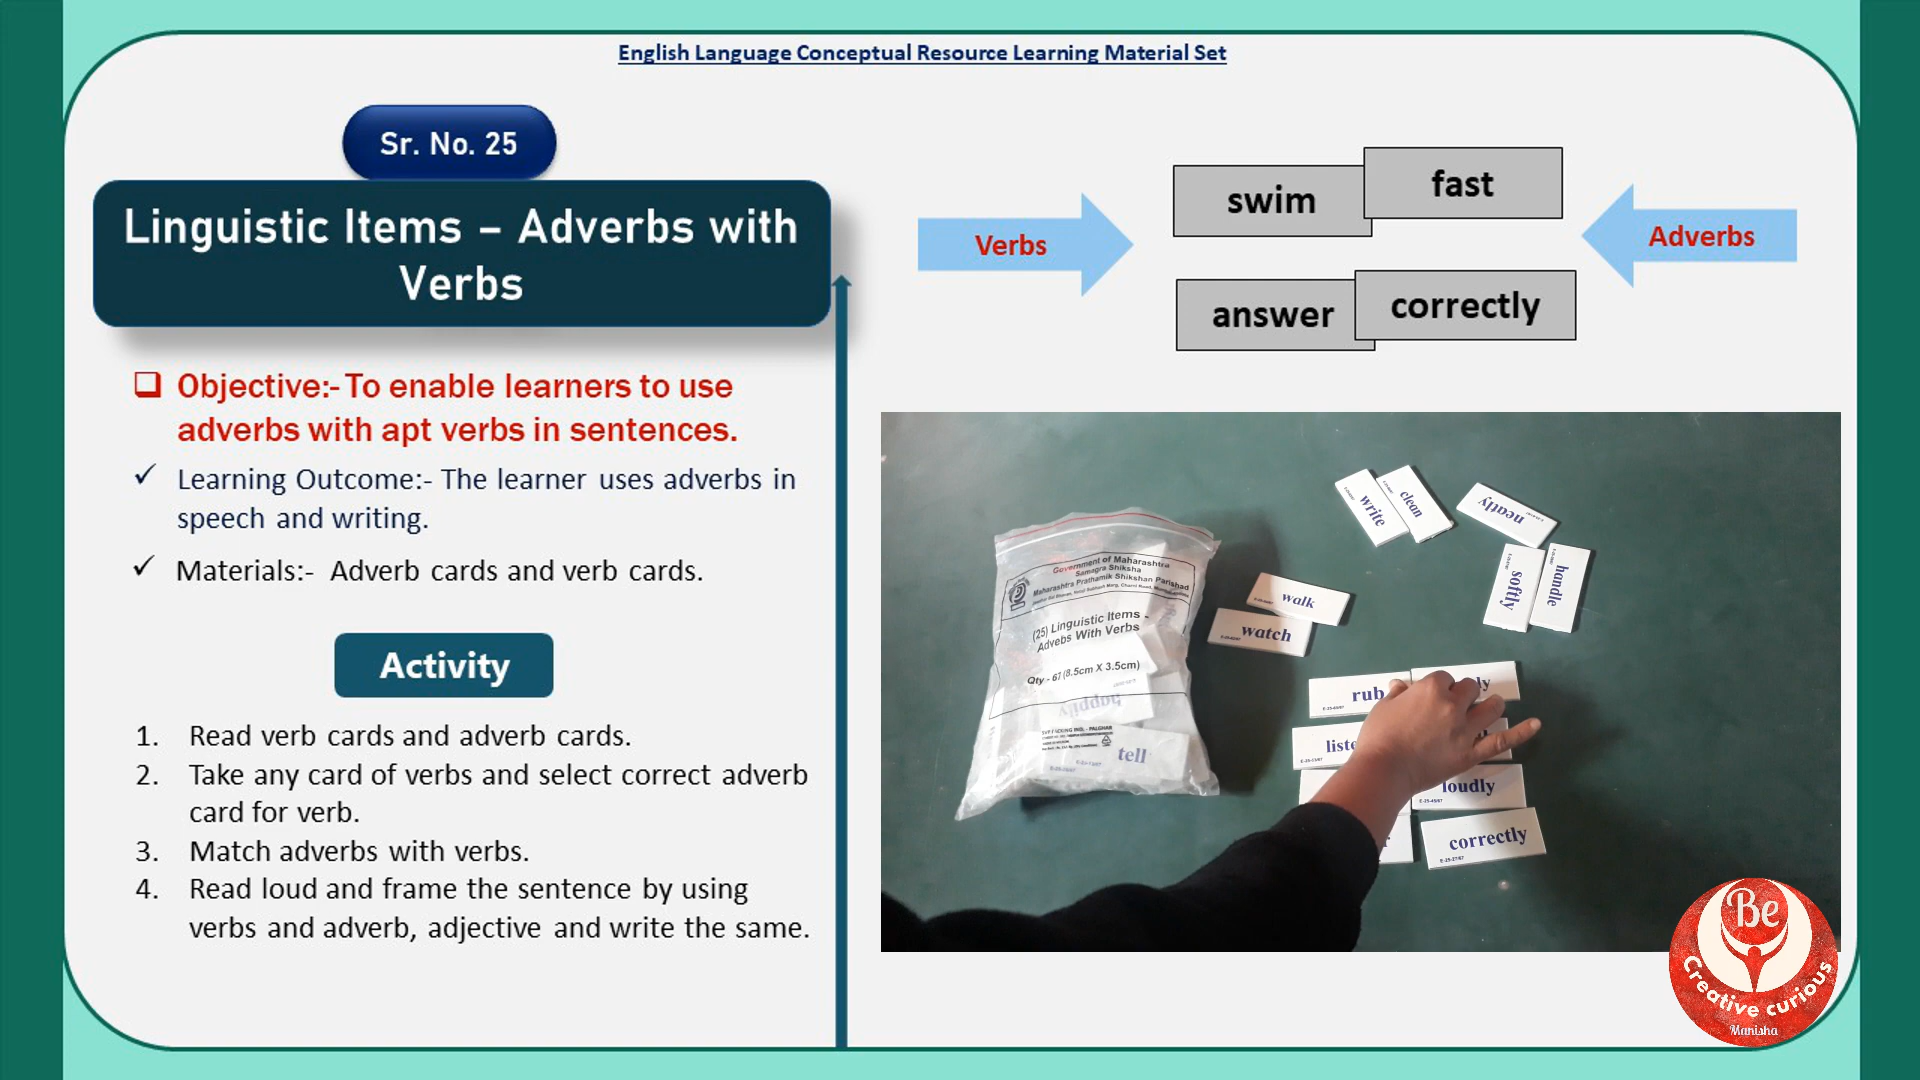 English Language Conceptual Resource Learning Material Set
Sr. No. 25
Linguistic Items – Adverbs with
Verbs
Objective:- To enable learners to use
adverbs with apt verbs in sentences.
Learning Outcome:- The learner uses adverbs in
speech and writing.
Materials:- Adverb cards and verb cards.
Activity
1. Read verb cards and adverb cards.
2. Take any card of verbs and select correct adverb
card for verb.
3. Match adverbs with verbs.
4. Read loud and frame the sentence by using
verbs and adverb, adjective and write the same.
Verbs
swim
fast
Adverbs
answer
correctly
write
clean
neatly
softly
handle
walk
watch
Government of Maharashtra
Samagra Shiksha
Maharashtra Prathamik Shikshan Parishad
(25) Linguistic Items -
Advebs With Verbs
Qty - 67 (8.5cm X 3.5cm)
happily
tell
rub
loudly
correctly
Be
Creative curious
Manisha